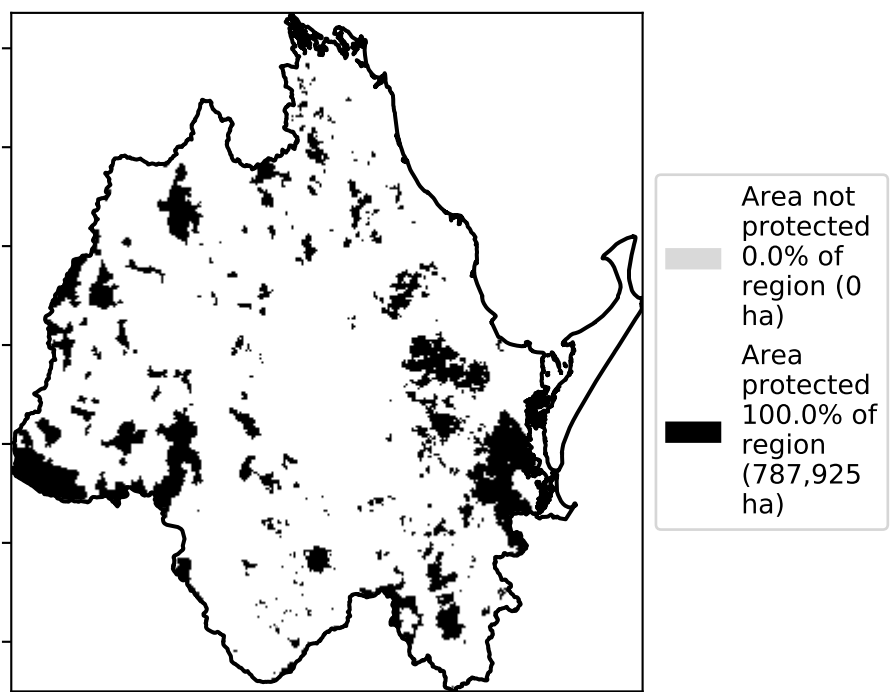 Area not
protected
0.0% of
region (0
ha)
Area
protected
100.0% of
region
(787,925
ha)